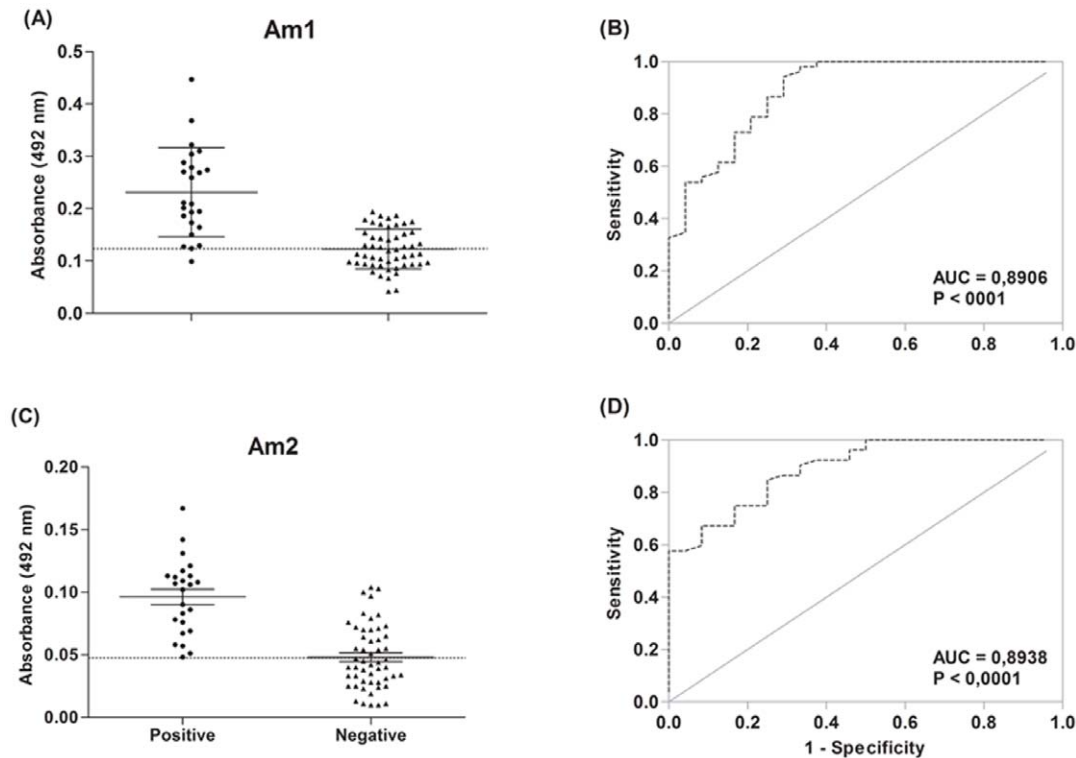 (A)
Am1
Absorbance (492 nm)
0.5
0.4
0.3
0.2
0.1
0.0
(B)
Sensitivity
1.0
0.8
0.6
0.4
0.2
0.0
AUC = 0,8906
P < 0001
0.0 0.2 0.4 0.6 0.8 1.0
(C)
Am2
Absorbance (492 nm)
0.20
0.15
0.10
0.05
0.00
Positive Negative
(D)
Sensitivity
1.0
0.8
0.6
0.4
0.2
0.0
AUC = 0,8938
P < 0,0001
0.0 0.2 0.4 0.6 0.8 1.0
1 - Specificity